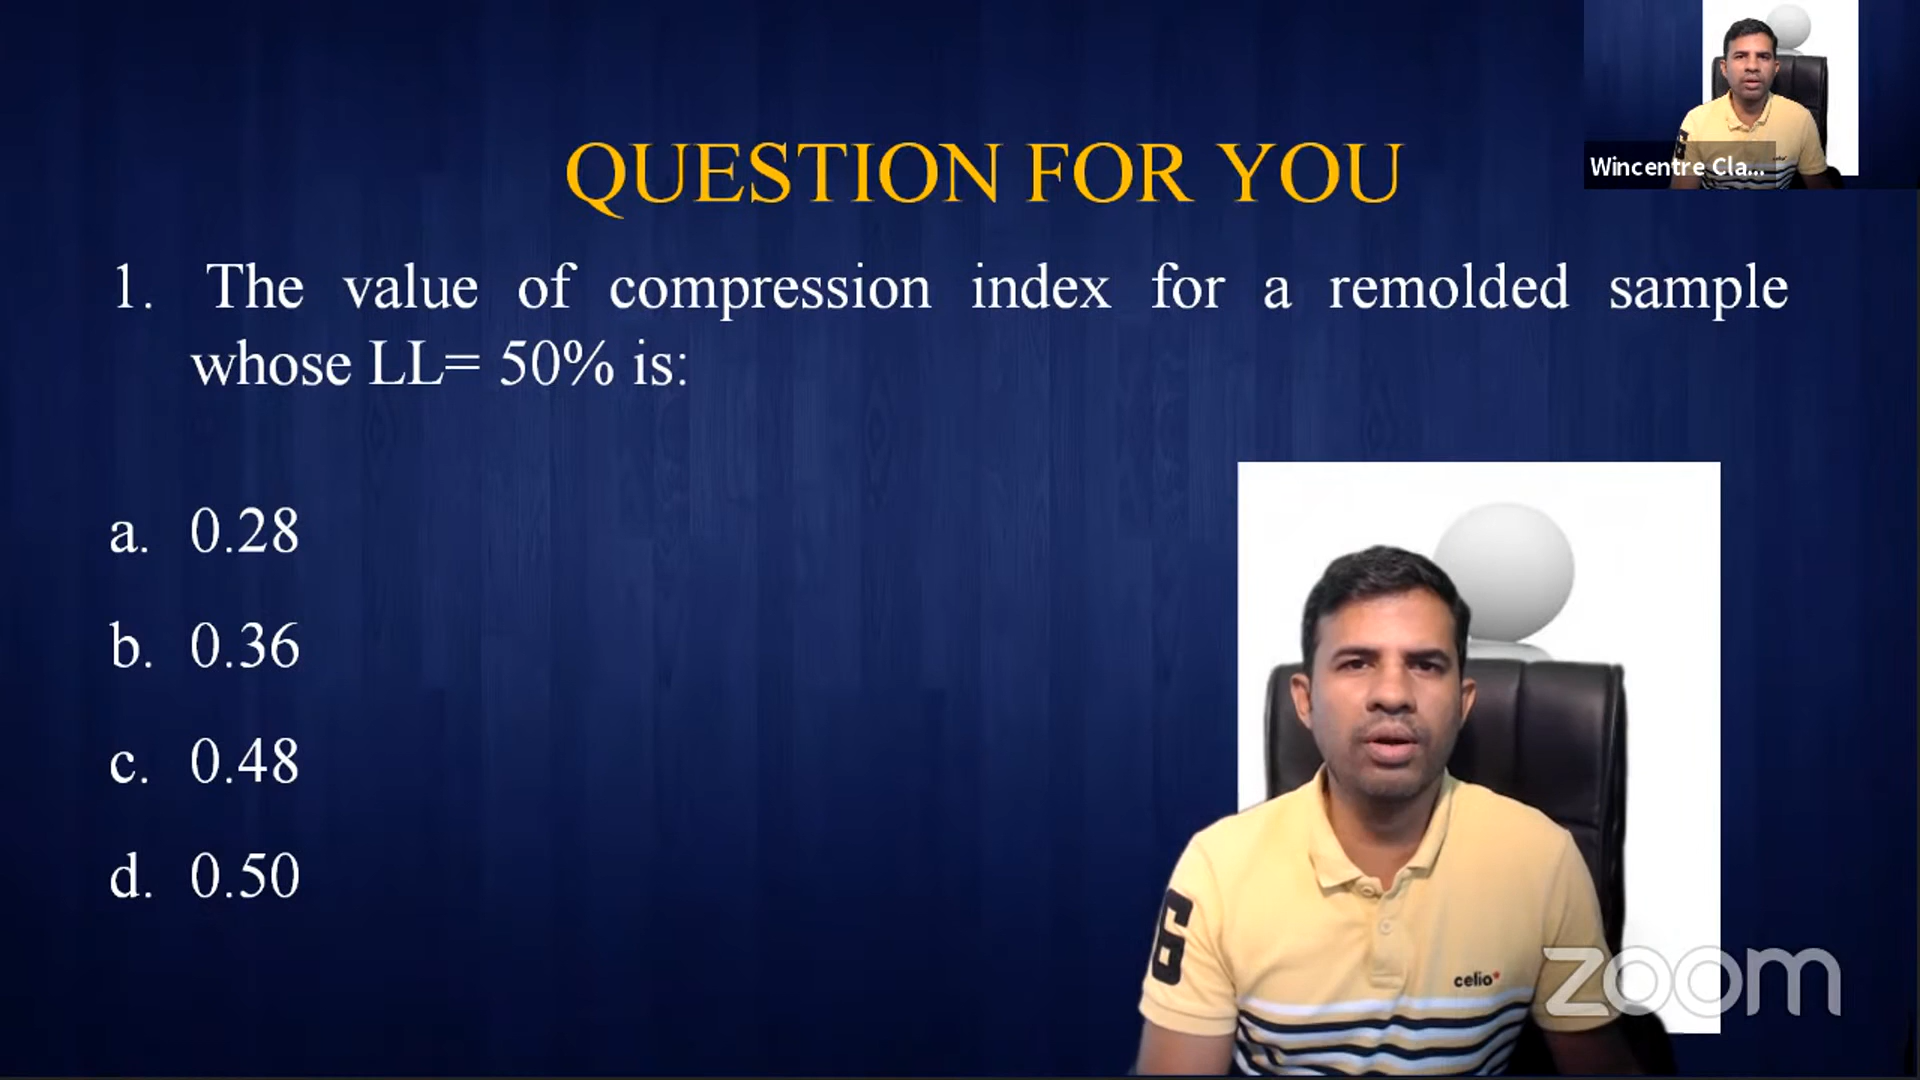 Wincentre Cla...
QUESTION FOR YOU
1. The value of compression index for a remolded sample
whose LL= 50% is:
a. 0.28
b. 0.36
c. 0.48
d. 0.50
6
celio*
zoom